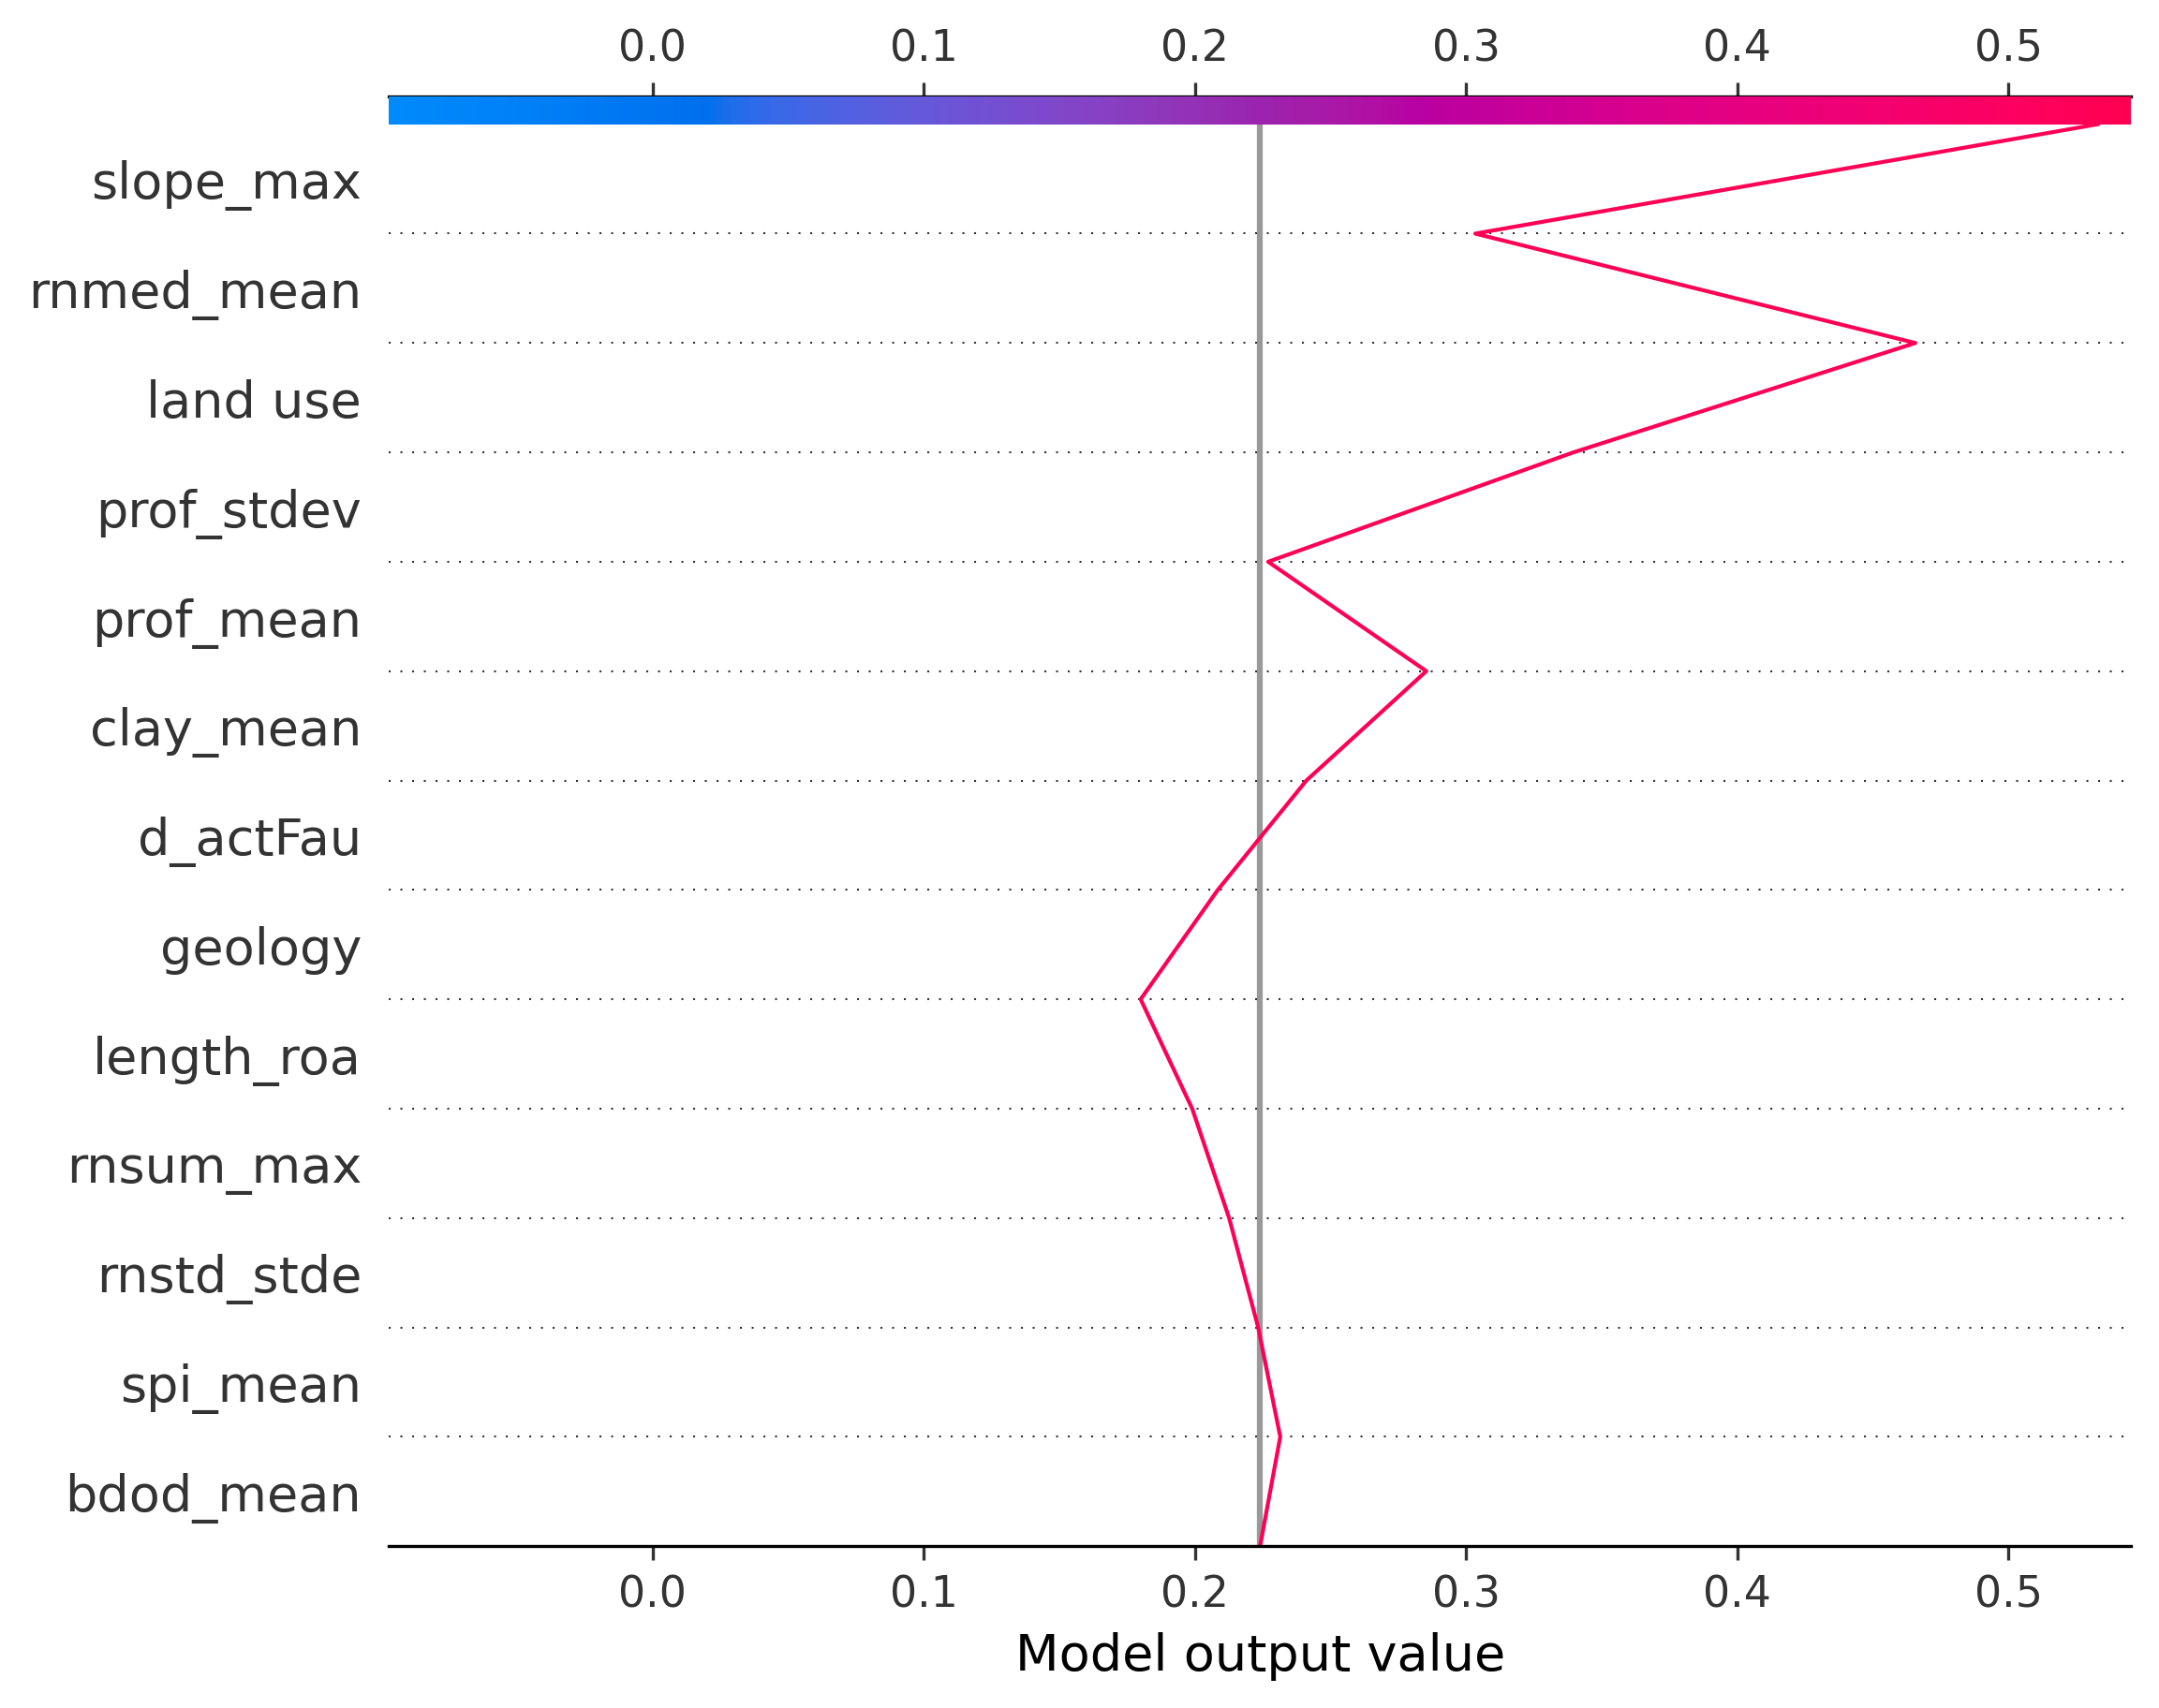 0.0 0.1 0.2 0.3 0.4 0.5
slope_max
rnmed_mean
land use
prof_stdev
prof_mean
clay_mean
d_actFau
geology
length_roa
rnsum_max
rnstd_stde
spi_mean
bdod_mean
0.0 0.1 0.2 0.3 0.4 0.5
Model output value